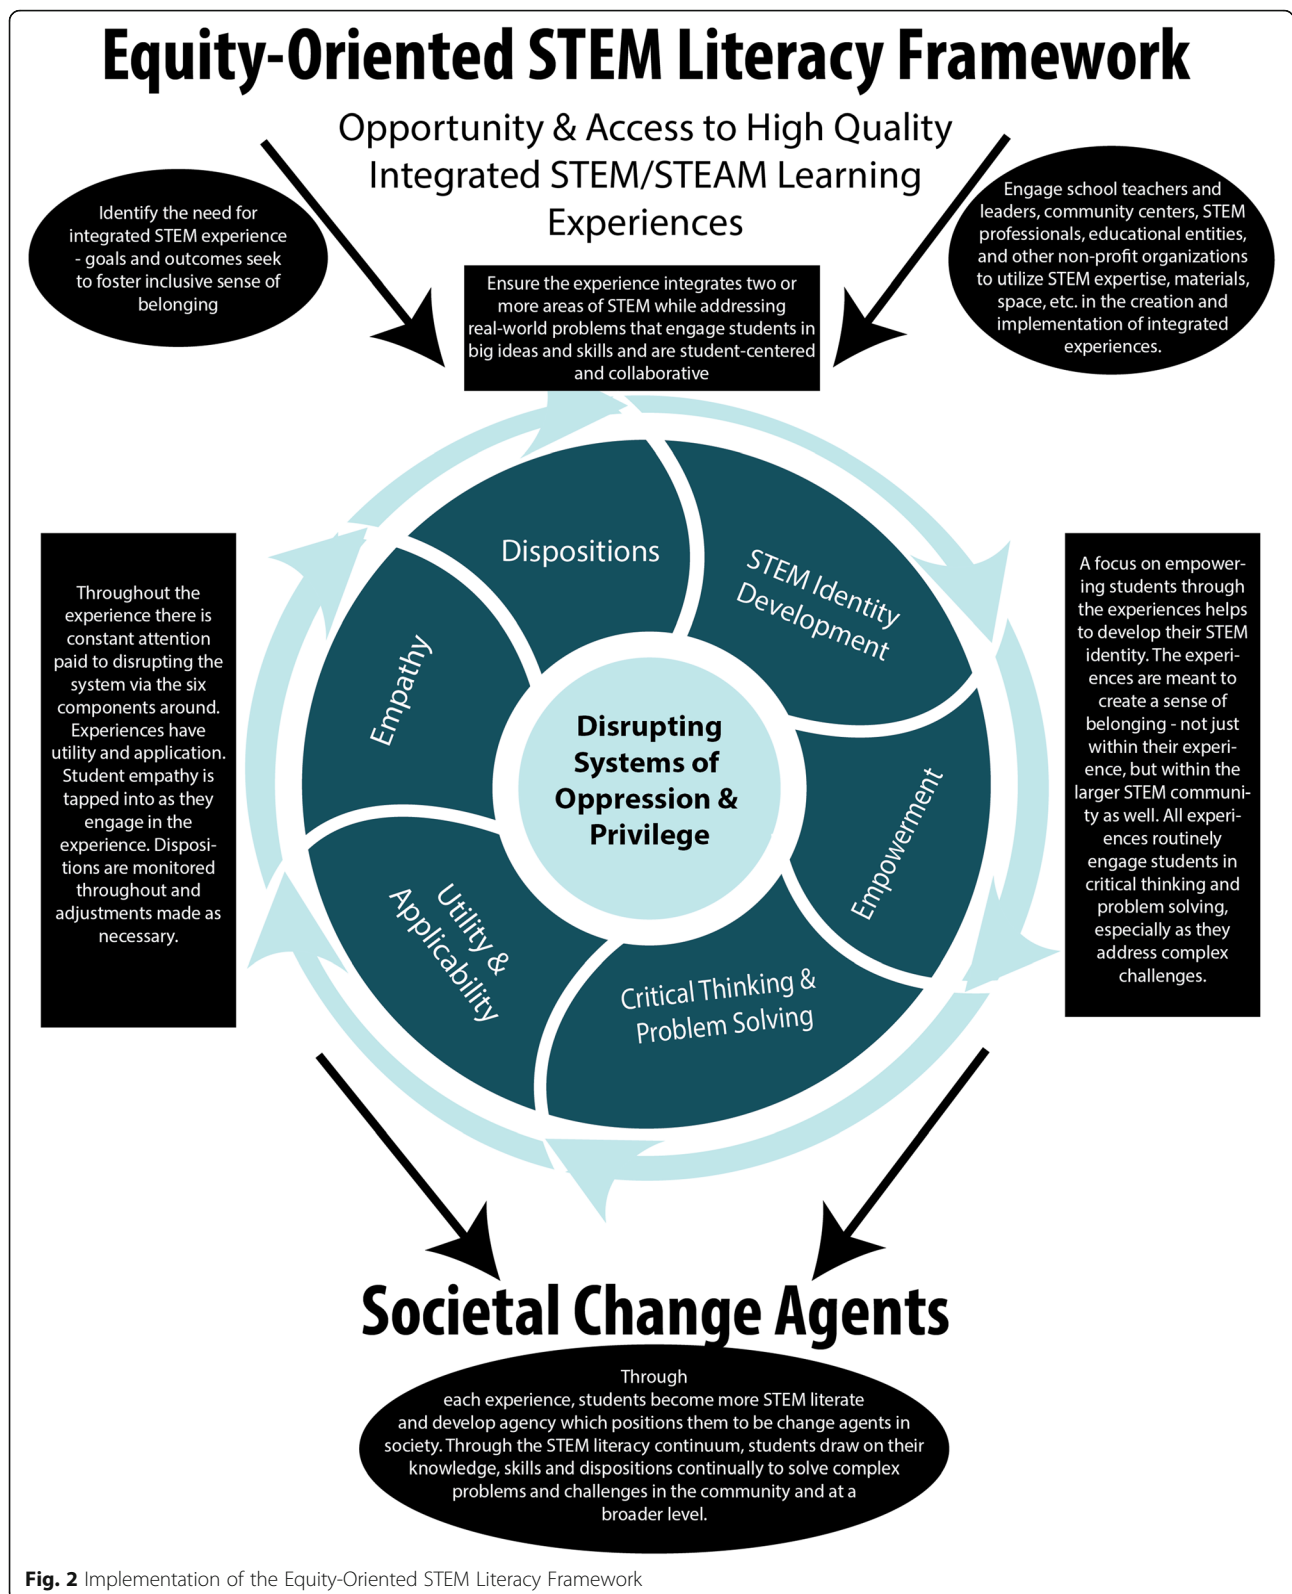 Equity-Oriented STEM Literacy Framework
Opportunity & Access to High Quality
Integrated STEM/STEAM Learning
Experiences
Identify the need for
integrated STEM experience
- goals and outcomes seek
to foster inclusive sense of
belonging
Ensure the experience integrates two or
more areas of STEM while addressing
real-world problems that engage students in
big ideas and skills and are student-centered
and collaborative
Engage school teachers and
leaders, community centers, STEM
professionals, educational entities,
and other non-profit organizations
to utilize STEM expertise, materials,
space, etc. in the creation and
implementation of integrated
experiences.
Throughout the
experience there is
constant attention
paid to disrupting the
system via the six
components around.
Experiences have
utility and application.
Student empathy is
tapped into as they
engage in the
experience. Disposi-
tions are monitored
throughout and
adjustments made as
necessary.
Dispositions
STEM Identity
Development
Empathy
Disrupting
Systems of
Oppression &
Privilege
Empowerment
Utility &
Applicability
Critical Thinking &
Problem Solving
A focus on empower-
ing students through
the experiences helps
to develop their STEM
identity. The experi-
ences are meant to
create a sense of
belonging - not just
within their experi-
ence, but within the
larger STEM communi-
ty as well. All experi-
ences routinely
engage students in
critical thinking and
problem solving,
especially as they
address complex
challenges.
Societal Change Agents
Through
each experience, students become more STEM literate
and develop agency which positions them to be change agents in
society. Through the STEM literacy continuum, students draw on their
knowledge, skills and dispositions continually to solve complex
problems and challenges in the community and at a
broader level.
Fig. 2 Implementation of the Equity-Oriented STEM Literacy Framework